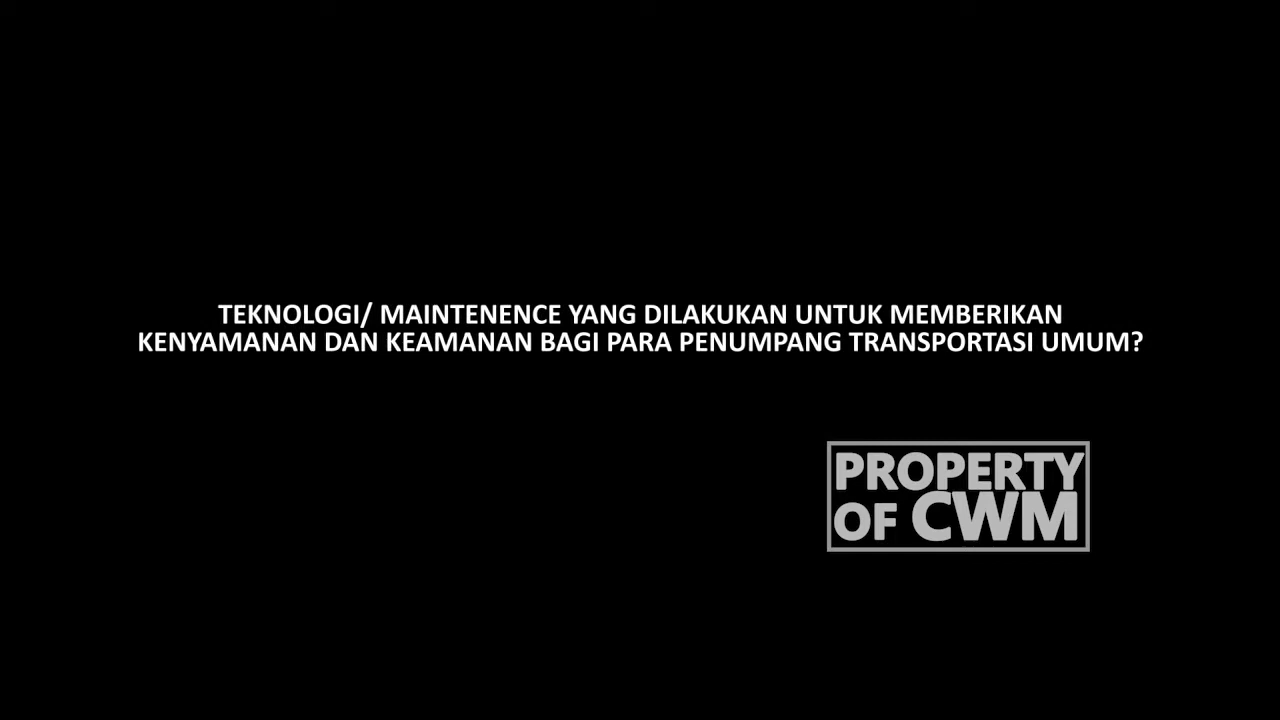 TEKNOLOGI/ MAINTENENCE YANG DILAKUKAN UNTUK MEMBERIKAN
KENYAMANAN DAN KEAMANAN BAGI PARA PENUMPANG TRANSPORTASI UMUM?
PROPERTY
OF CWM